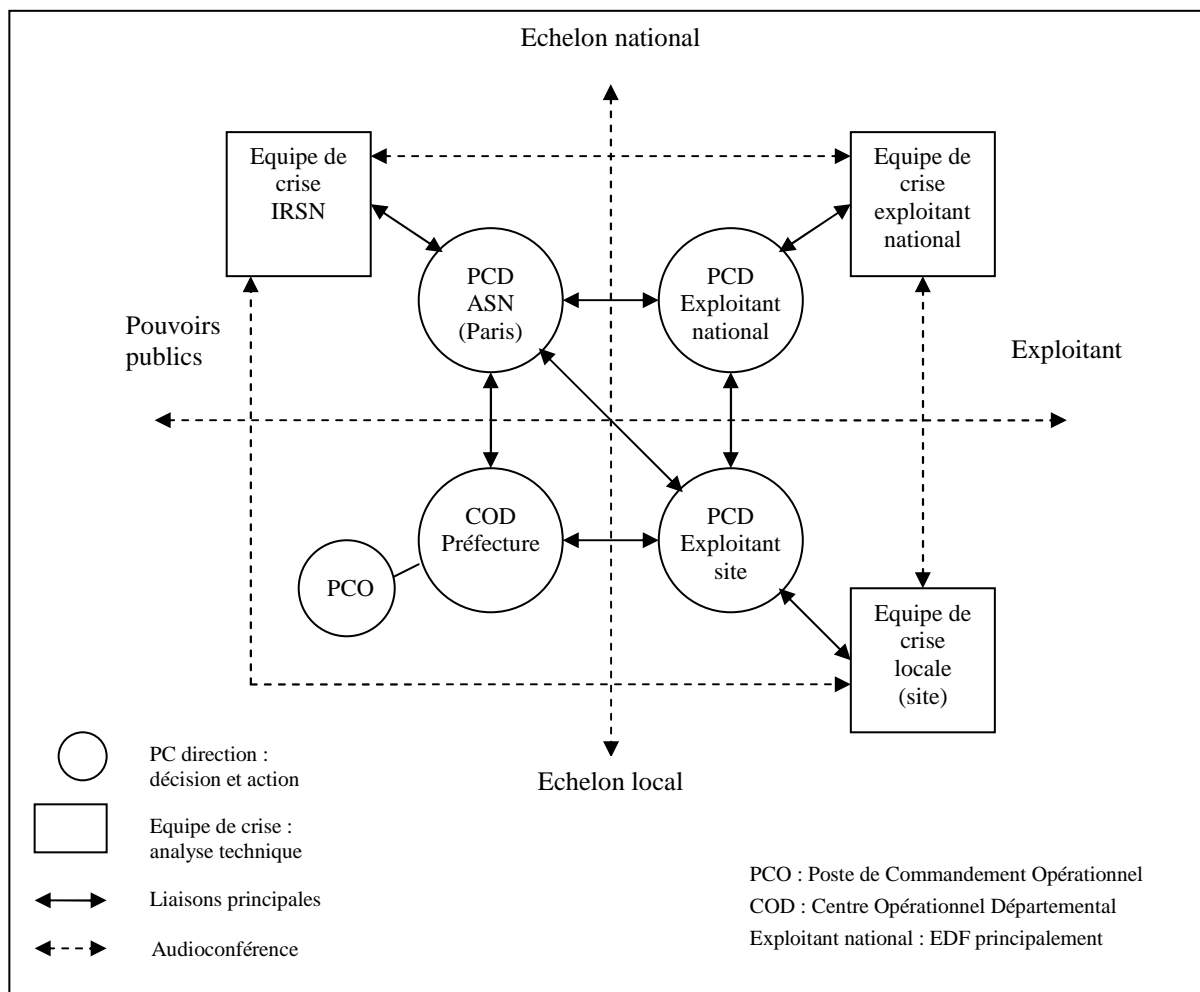 Echelon national
Equipe de
crise
IRSN
Equipe de
crise
exploitant
national
PCD
ASN
(Paris)
PCD
Exploitant
national
Pouvoirs
publics
Exploitant
COD
Préfecture
PCD
Exploitant
site
PCO
Equipe de
crise
locale
(site)
Echelon local
PC direction :
décision et action
Equipe de crise :
analyse technique
Liaisons principales
Audioconférence
PCO : Poste de Commandement Opérationnel
COD : Centre Opérationnel Départemental
Exploitant national : EDF principalement